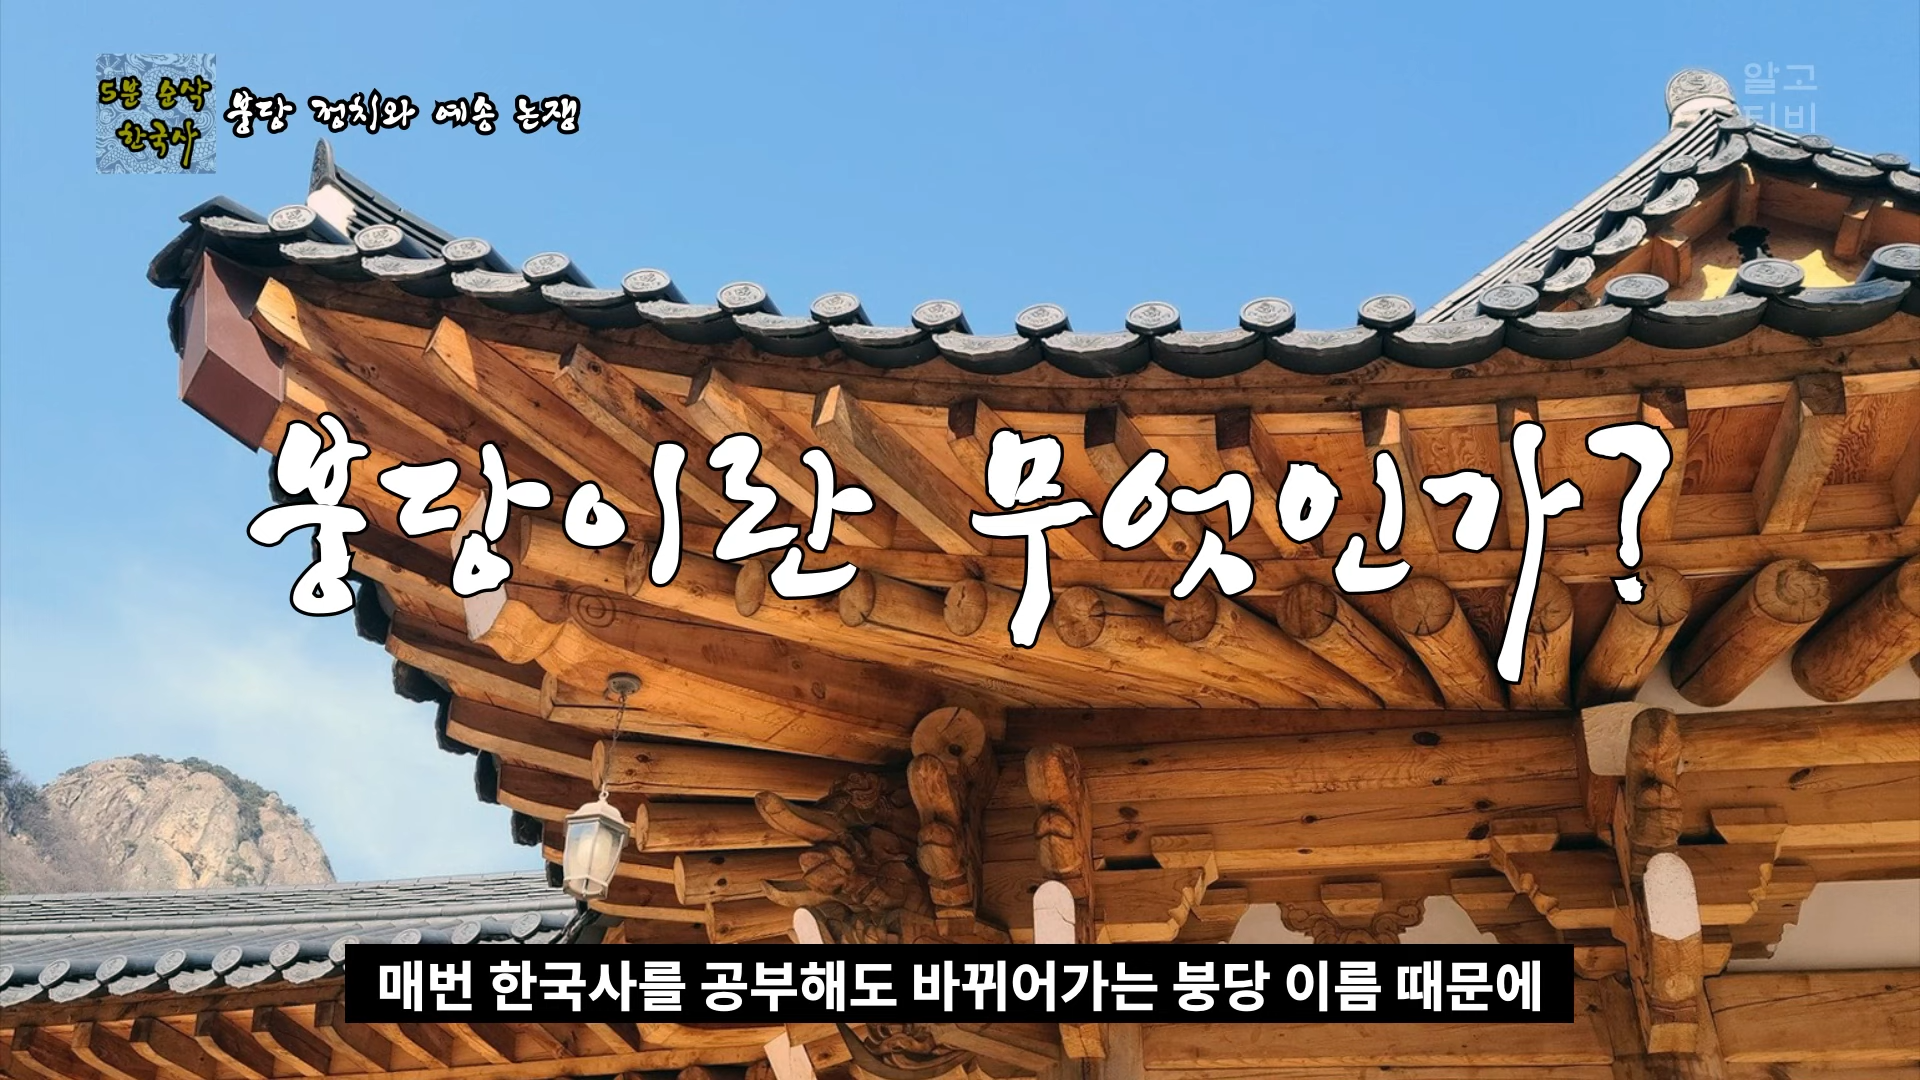 5분 순삭
한국사
붕당 정치와 예송 논쟁
알고
티비
붕당이란 무엇인가?
매번 한국사를 공부해도 바뀌어가는 붕당 이름 때문에